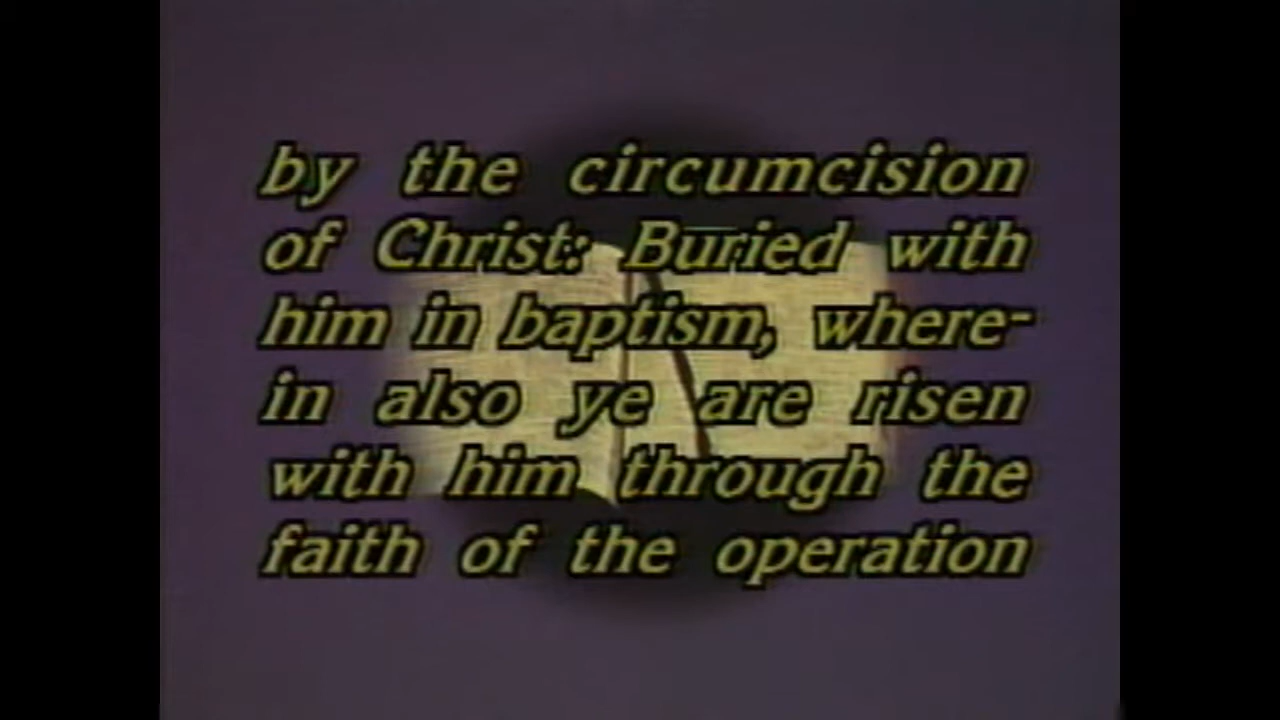 by the circumcision
of Christ: Buried with
him in baptism, where-
in also ye are risen
with him through the
faith of the operation